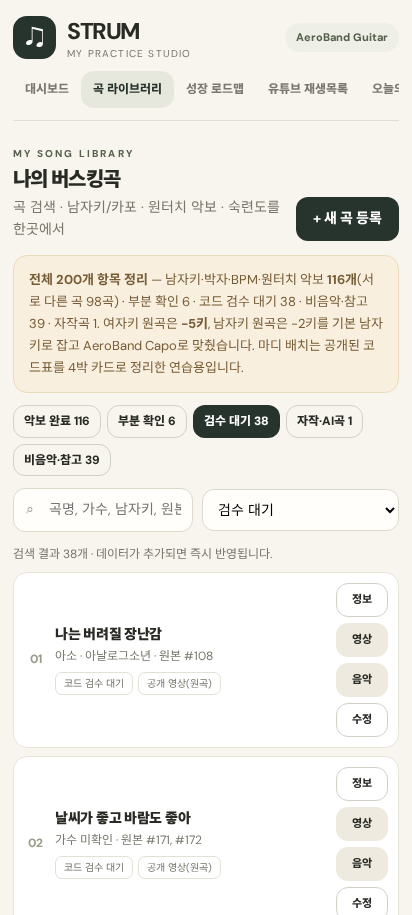 STRUM
MY PRACTICE STUDIO
AeroBand Guitar
대시보드
곡 라이브러리
성장 로드맵
유튜브 재생목록
오늘의
MY SONG LIBRARY
나의 버스킹곡
곡 검색 · 남자키/카포 · 원터치 악보 · 숙련도를
한곳에서
+ 새 곡 등록
전체 200개 항목 정리 — 남자키·박자·BPM·원터치 악보 116개(서
로 다른 곡 98곡) · 부분 확인 6 · 코드 검수 대기 38 · 비음악·참고
39 · 자작곡 1. 여자키 원곡은 -5키, 남자키 원곡은 -2키를 기본 남자
키로 잡고 AeroBand Capo로 맞췄습니다. 마디 배치는 공개된 코
드표를 4박 카드로 정리한 연습용입니다.
악보 완료 116
부분 확인 6
검수 대기 38
자작·AI곡 1
비음악·참고 39
곡명, 가수, 남자키, 원본
검수 대기
검색 결과 38개 · 데이터가 추가되면 즉시 반영됩니다.
01
나는 버려질 장난감
아소 · 아날로그소년 · 원본 #108
코드 검수 대기
공개 영상(원곡)
정보
영상
음악
수정
02
날씨가 좋고 바람도 좋아
가수 미확인 · 원본 #171, #172
코드 검수 대기
공개 영상(원곡)
정보
영상
음악
수정